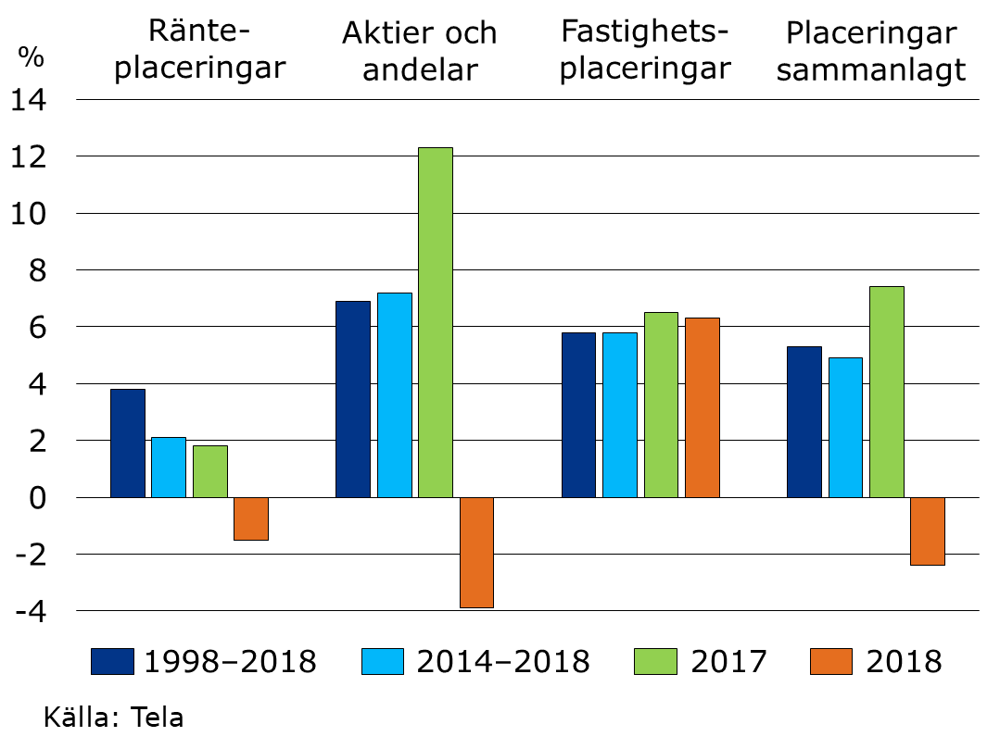 Ränte-
placeringar
Aktier och
andelar
Fastighets-
placeringar
Placeringar
sammanlagt
%
14
12
10
8
6
4
2
0
-2
-4
1998–2018
2014–2018
2017
2018
Källa: Tela